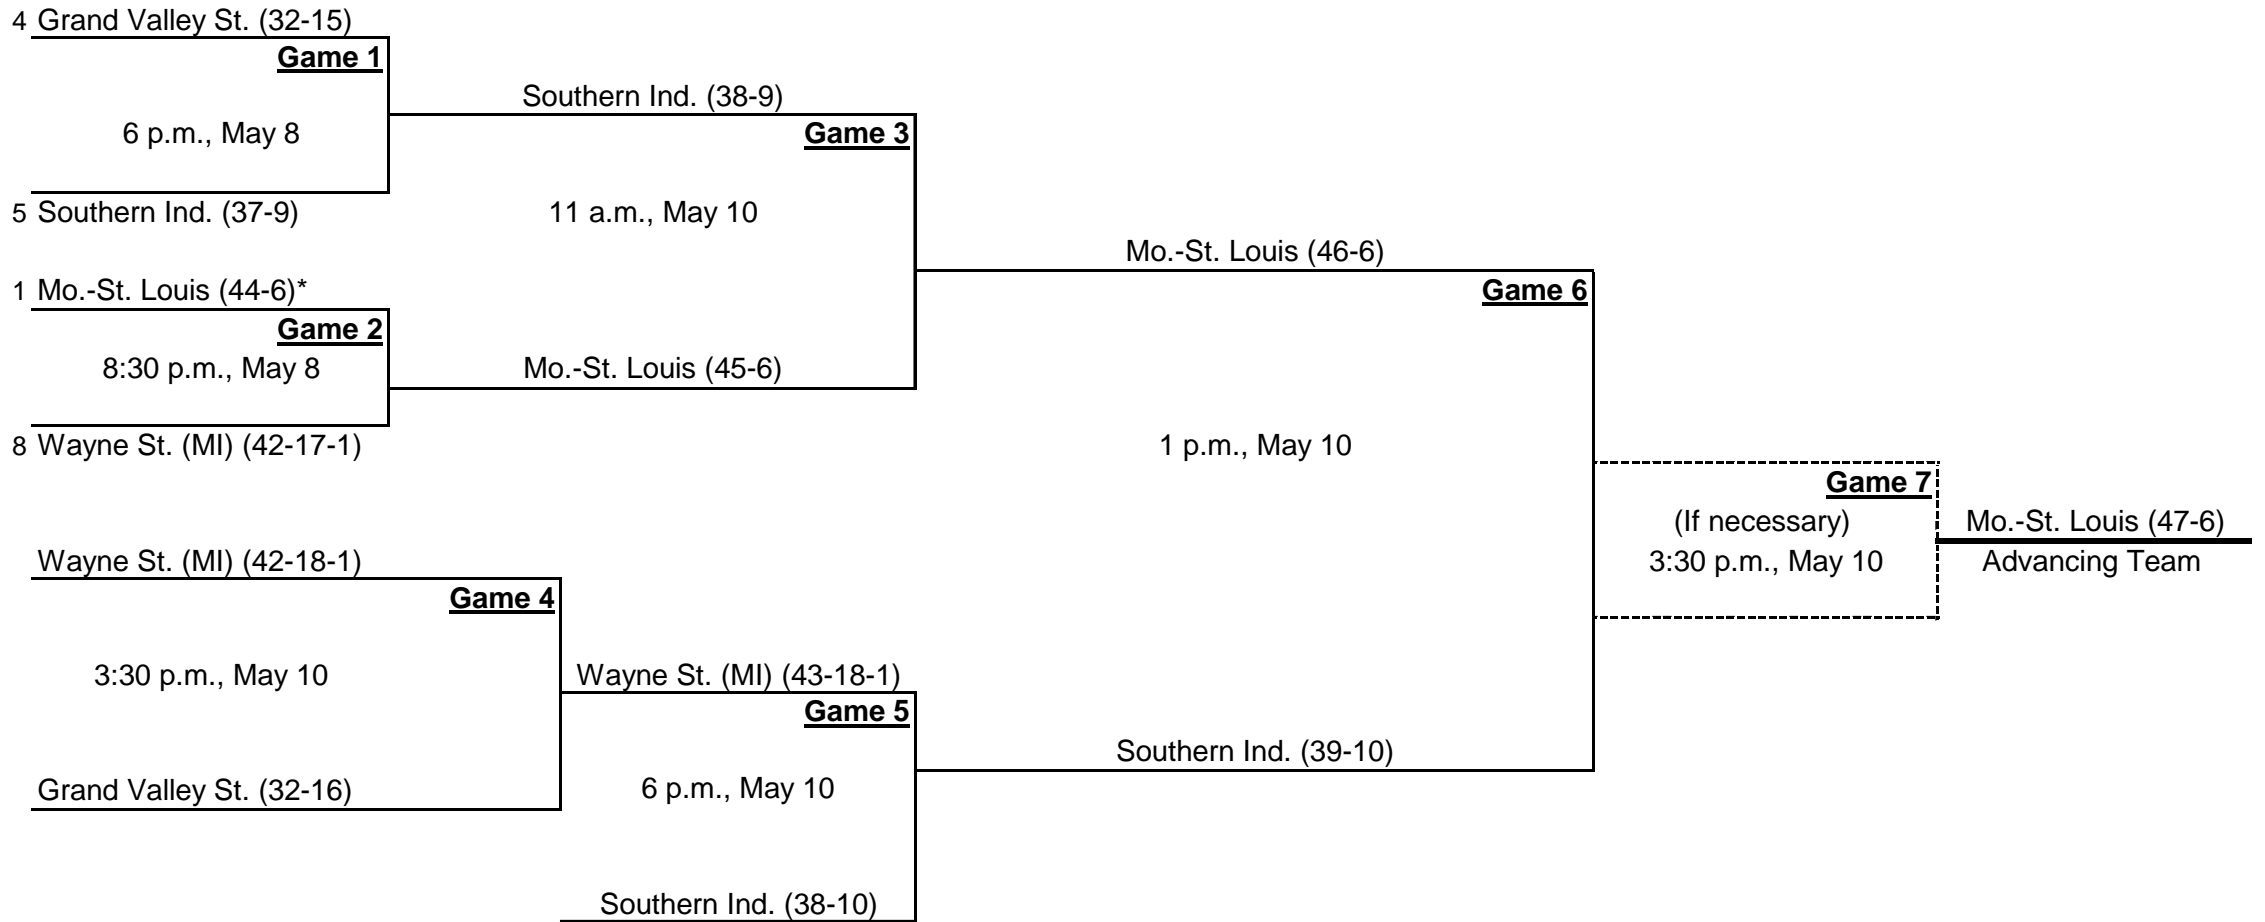 4 Grand Valley St. (32-15)
Game 1
6 p.m., May 8
5 Southern Ind. (37-9)
Southern Ind. (38-9)
Game 3
11 a.m., May 10
1 Mo.-St. Louis (44-6)*
Game 2
8:30 p.m., May 8
8 Wayne St. (MI) (42-17-1)
Mo.-St. Louis (45-6)
Mo.-St. Louis (46-6)
Game 6
1 p.m., May 10
Wayne St. (MI) (42-18-1)
Game 4
3:30 p.m., May 10
Grand Valley St. (32-16)
Wayne St. (MI) (43-18-1)
Game 5
6 p.m., May 10
Southern Ind. (38-10)
Southern Ind. (39-10)
Game 7
(If necessary)
3:30 p.m., May 10
Mo.-St. Louis (47-6)
Advancing Team